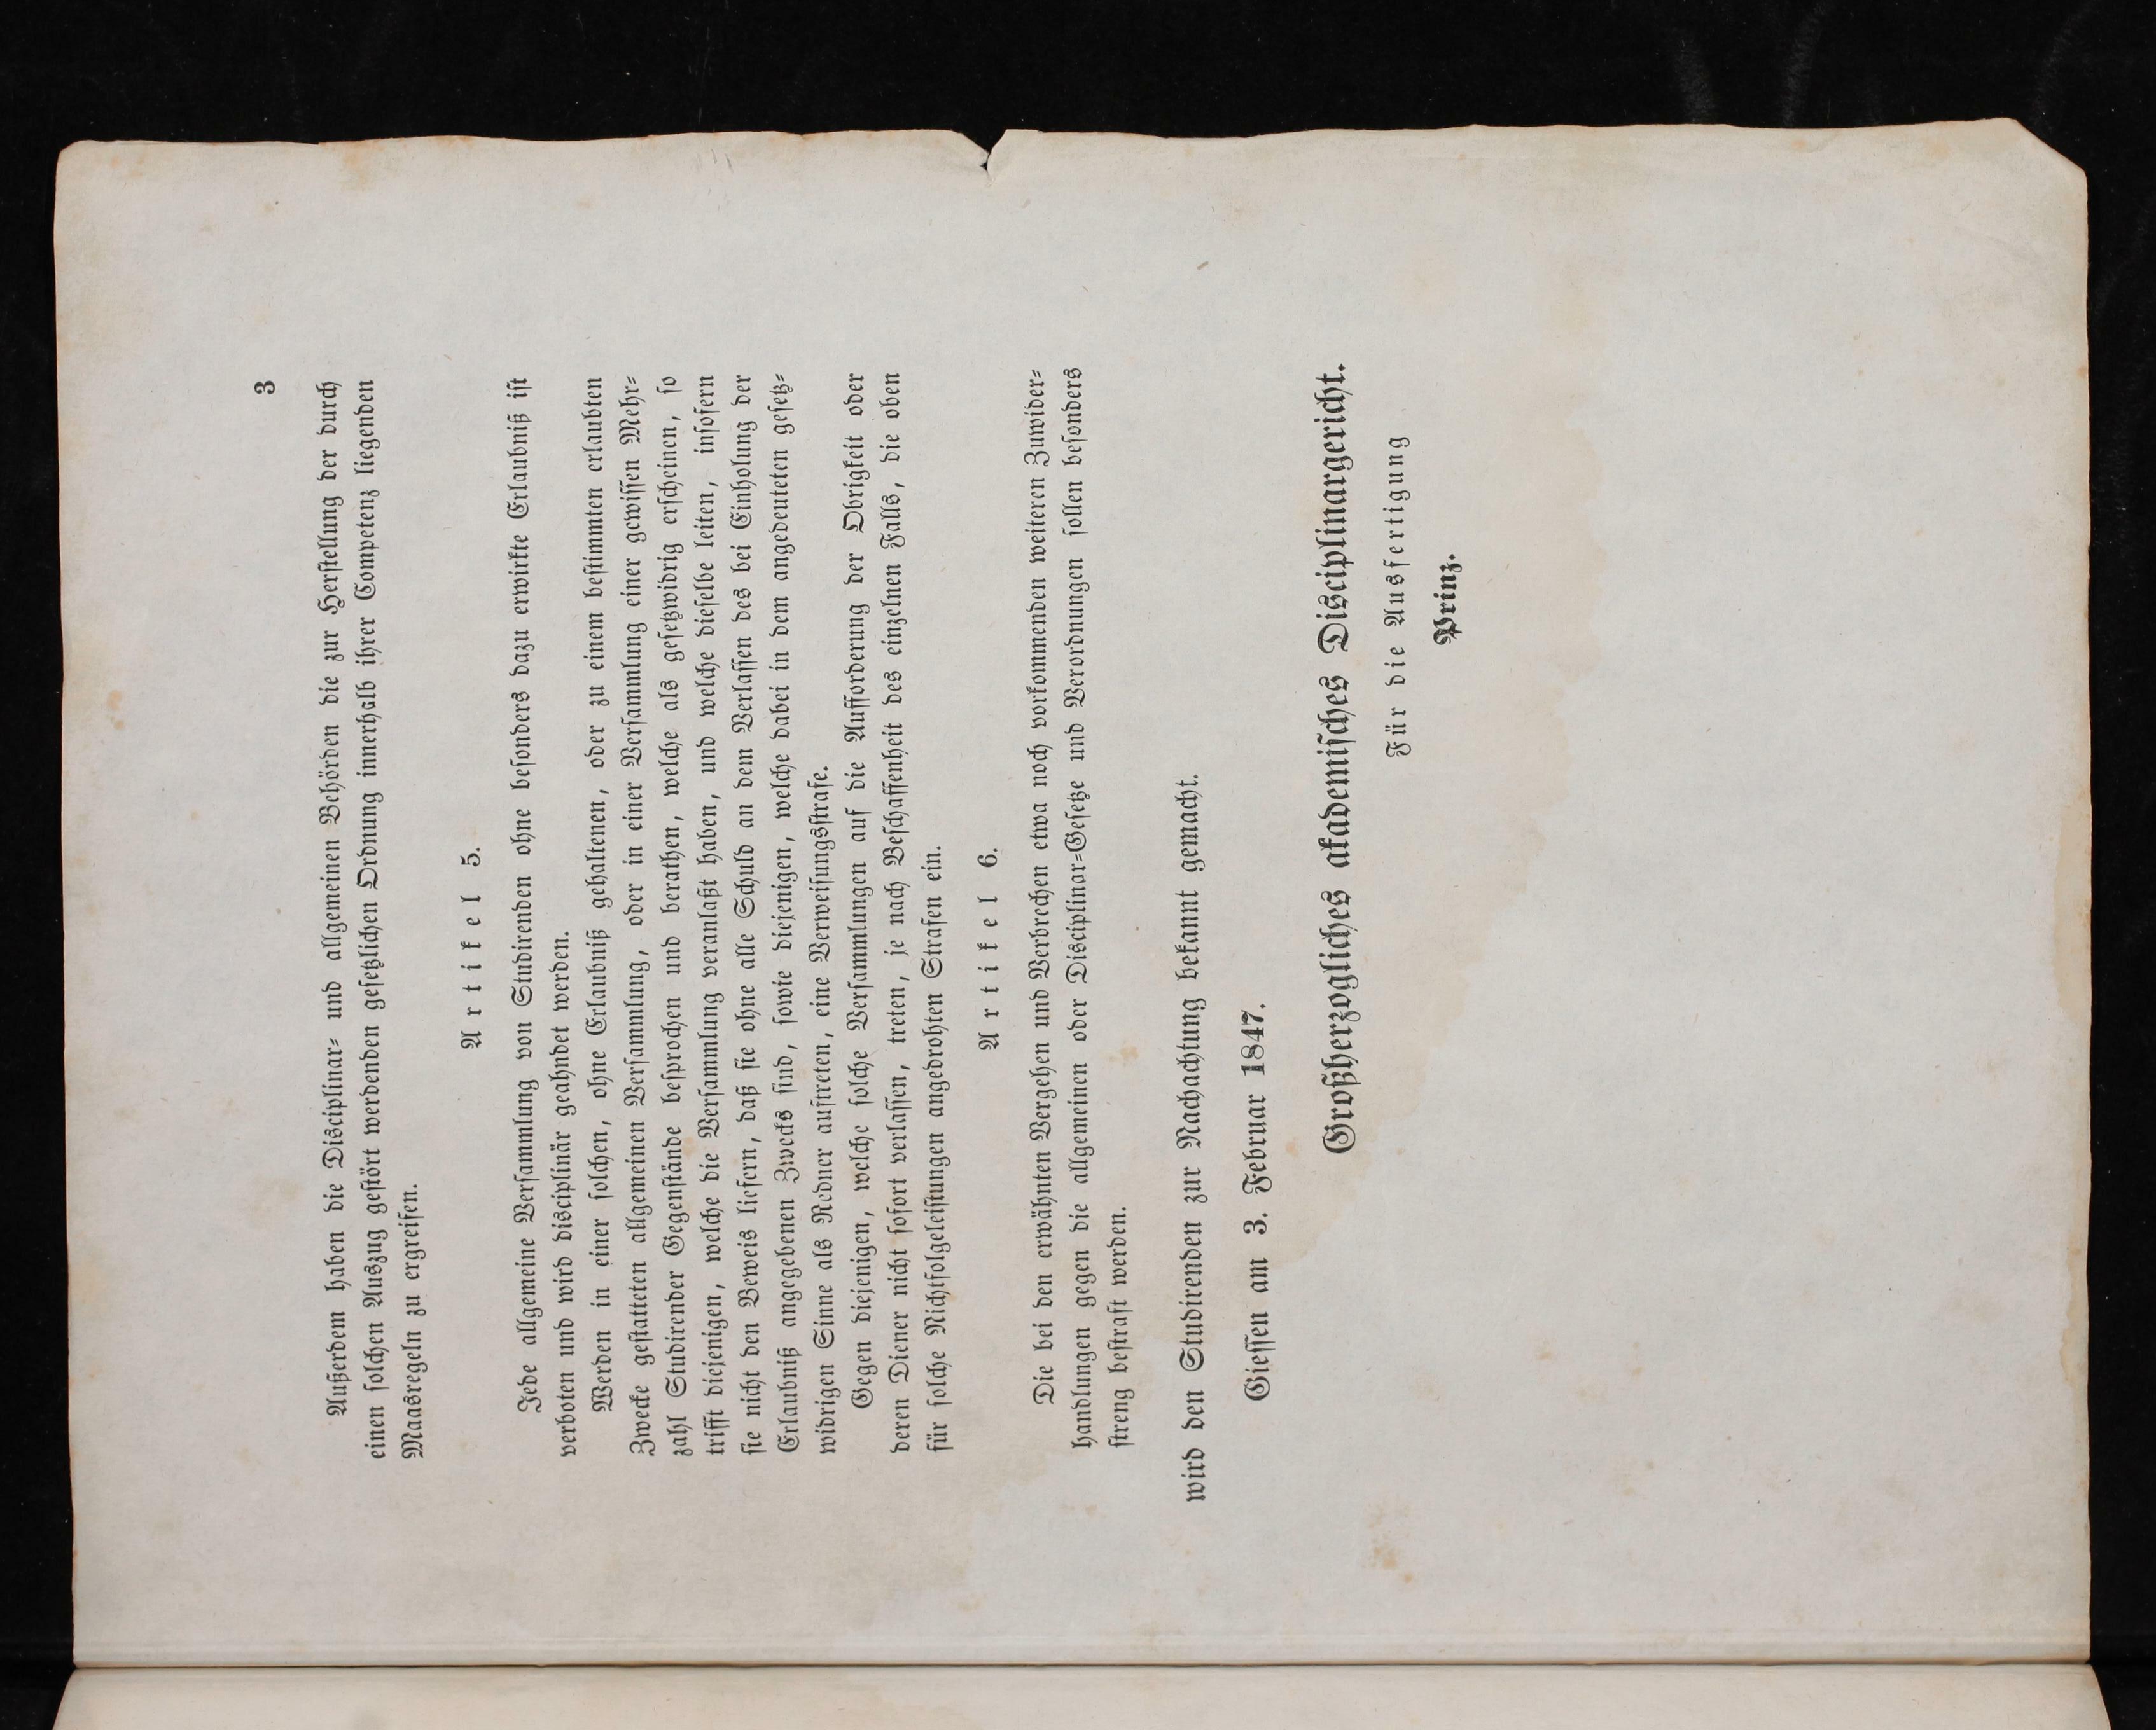 3
Außerdem haben die Disciplinar- und allgemeinen Behörden die zur Herstellung der durch
einen solchen Auszug gestört werdenden gesetzlichen Ordnung innerhalb ihrer Competenz liegenden
Maasregeln zu ergreifen.
Artikel 5.
Jede allgemeine Versammlung von Studirenden ohne besonders dazu erwirkte Erlaubniß ist
verboten und wird disciplinär geahndet werden.
Werden in einer solchen, ohne Erlaubniß gehaltenen, oder zu einem bestimmten erlaubten
Zwecke gestatteten allgemeinen Versammlung, oder in einer Versammlung einer gewissen Mehr-
zahl Studirender Gegenstände besprochen und berathen, welche als gesetzwidrig erscheinen, so
trifft diejenigen, welche die Versammlung veranlaßt haben, und welche dieselbe leiten, insofern
sie nicht den Beweis liefern, daß sie ohne alle Schuld an dem Verlassen des bei Einholung der
Erlaubniß angegebenen Zwecks sind, sowie diejenigen, welche dabei in dem angedeuteten gesetz-
widrigen Sinne als Redner auftreten, eine Verweisungsstrafe.
Gegen diejenigen, welche solche Versammlungen auf die Aufforderung der Obrigkeit oder
deren Diener nicht sofort verlassen, treten, je nach Beschaffenheit des einzelnen Falls, die oben
für solche Nichtfolgeleistungen angedrohten Strafen ein.
Artikel 6.
Die bei den erwähnten Vergehen und Verbrechen etwa noch vorkommenden weiteren Zuwider-
handlungen gegen die allgemeinen oder Disciplinar-Gesetze und Verordnungen sollen besonders
streng bestraft werden.
wird den Studirenden zur Nachachtung bekannt gemacht.
Giessen am 3. Februar 1847.
Großherzogliches akademisches Disciplinargericht.
Für die Ausfertigung
Prinz.